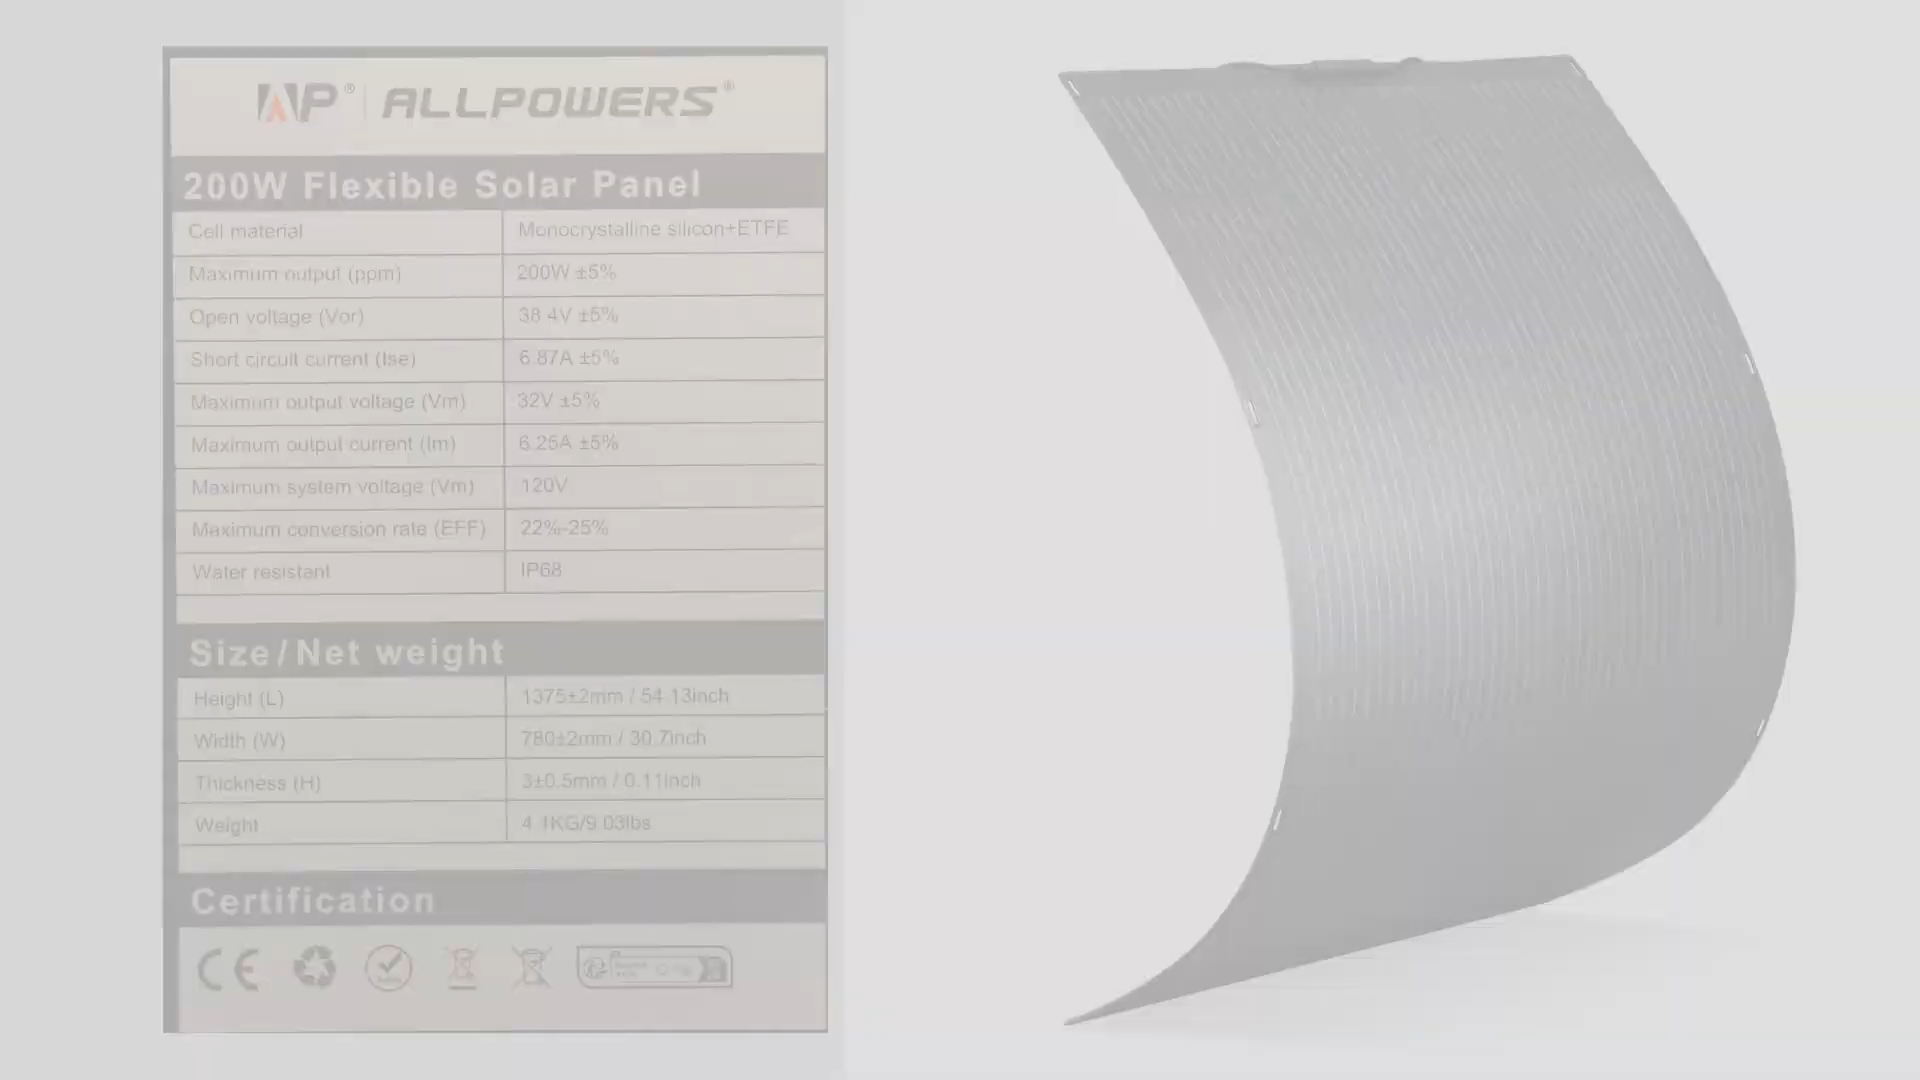 AP® | ALLPOWERS®
200W Flexible Solar Panel
Cell material Monocrystalline silicon+ETFE
Maximum output (ppm) 200W ±5%
Open voltage (Vor) 38.4V ±5%
Short circuit current (Ise) 6.87A ±5%
Maximum output voltage (Vm) 32V ±5%
Maximum output current (Im) 6.25A ±5%
Maximum system voltage (Vm) 120V
Maximum conversion rate (EFF) 22%-25%
Water resistant IP68
Size/Net weight
Height (L) 1375±2mm / 54.13inch
Width (W) 780±2mm / 30.7inch
Thickness (H) 3±0.5mm / 0.11inch
Weight 4.1KG/9.03lbs
Certification
CE